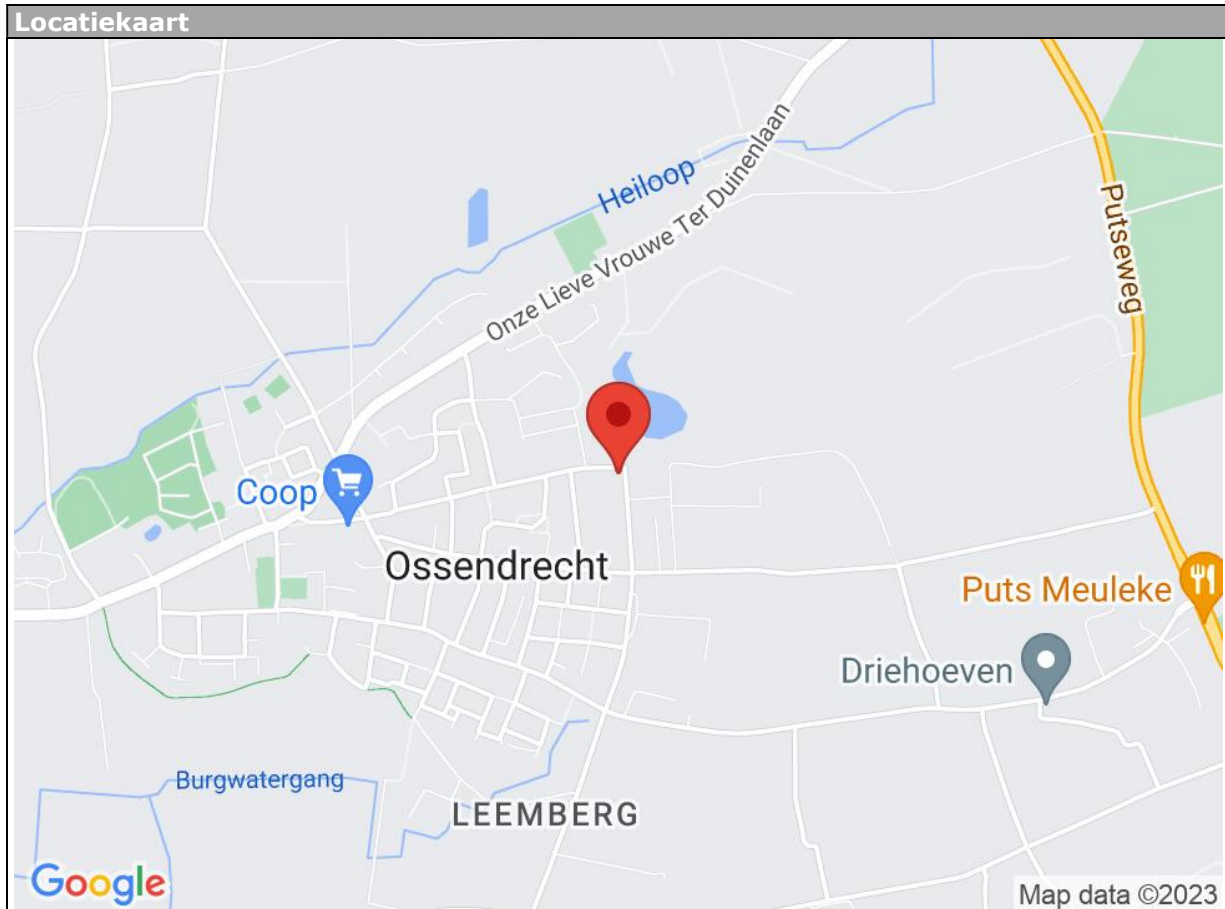 Locatiekaart
Heiloop
Onze Lieve Vrouwe Ter Duinenlaan
Putseweg
Coop
Ossendrecht
Puts Meuleke
Driehoeven
Burgwatergang
LEEMBERG
Google
Map data ©2023